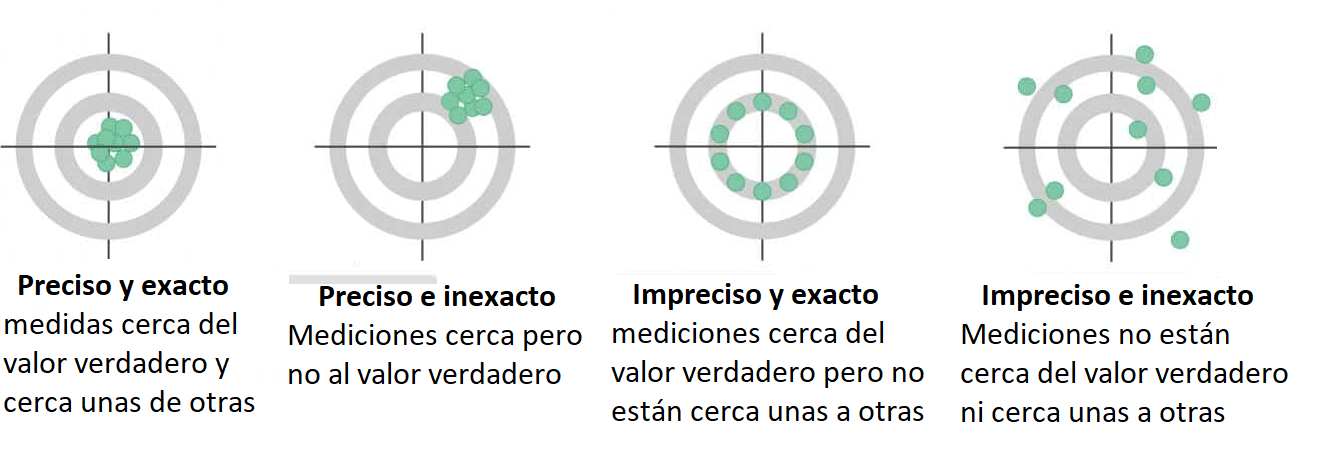 Preciso y exacto
medidas cerca del
valor verdadero y
cerca unas de otras
Preciso e inexacto
Mediciones cerca pero
no al valor verdadero
Impreciso y exacto
mediciones cerca del
valor verdadero pero no
están cerca unas a otras
Impreciso e inexacto
Mediciones no están
cerca del valor verdadero
ni cerca unas a otras